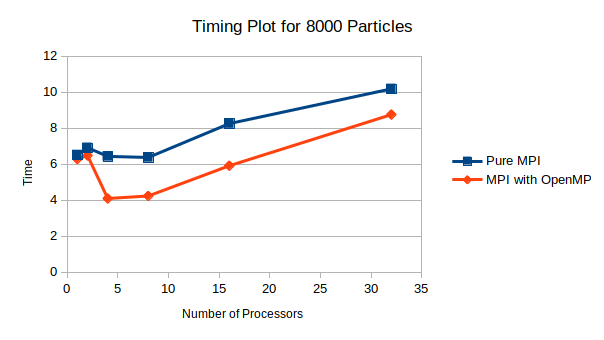 Timing Plot for 8000 Particles
12
10
8
6
4
2
0
Time
0 5 10 15 20 25 30 35
Number of Processors
Pure MPI
MPI with OpenMP